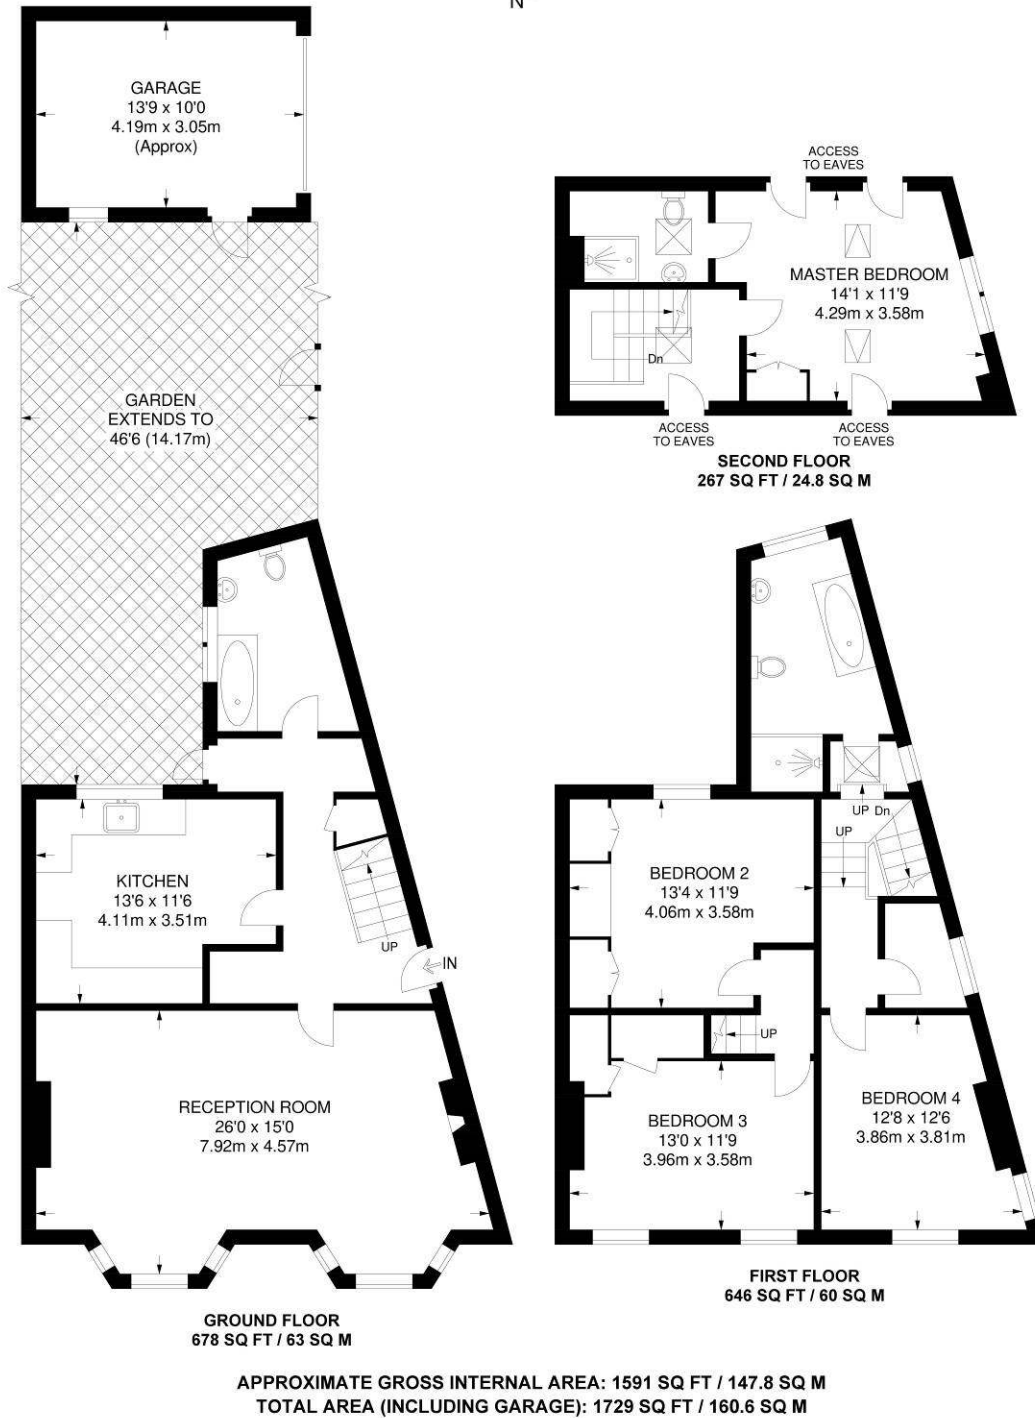 N
GARAGE
13'9 x 10'0
4.19m x 3.05m
(Approx)
GARDEN
EXTENDS TO
46'6 (14.17m)
KITCHEN
13'6 x 11'6
4.11m x 3.51m
UP
IN
RECEPTION ROOM
26'0 x 15'0
7.92m x 4.57m
GROUND FLOOR
678 SQ FT / 63 SQ M
ACCESS
TO EAVES
MASTER BEDROOM
14'1 x 11'9
4.29m x 3.58m
Dn
ACCESS
TO EAVES
ACCESS
TO EAVES
SECOND FLOOR
267 SQ FT / 24.8 SQ M
UP
Dn
UP
BEDROOM 2
13'4 x 11'9
4.06m x 3.58m
UP
BEDROOM 3
13'0 x 11'9
3.96m x 3.58m
BEDROOM 4
12'8 x 12'6
3.86m x 3.81m
FIRST FLOOR
646 SQ FT / 60 SQ M
APPROXIMATE GROSS INTERNAL AREA: 1591 SQ FT / 147.8 SQ M
TOTAL AREA (INCLUDING GARAGE): 1729 SQ FT / 160.6 SQ M